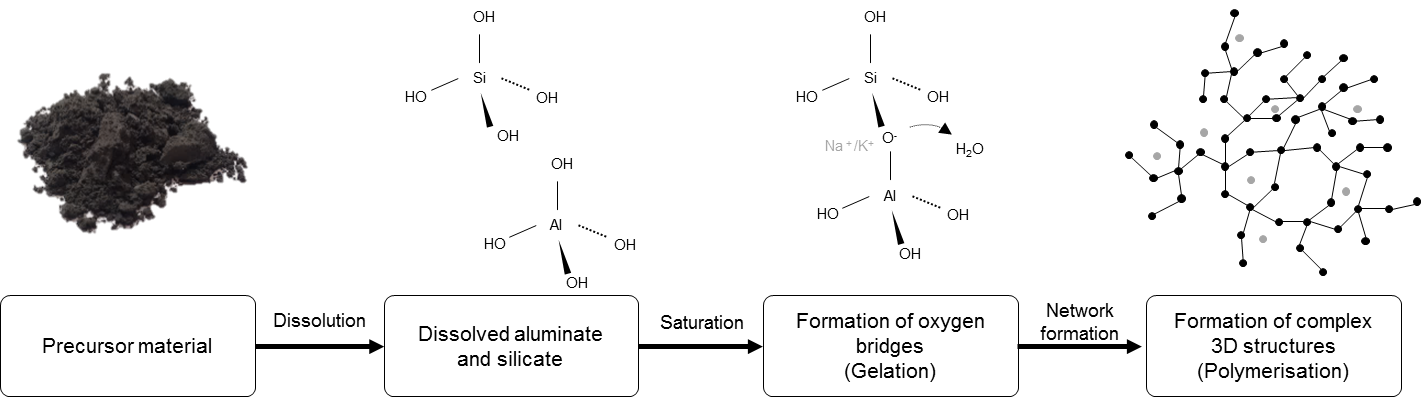 OH
Si
HO
OH
OH
OH
Al
HO
OH
OH
OH
Si
HO
OH
Na⁺/K⁺
O⁻
H₂O
Al
HO
OH
OH
Precursor material
Dissolution
Dissolved aluminate
and silicate
Saturation
Formation of oxygen
bridges
(Gelation)
Network
formation
Formation of complex
3D structures
(Polymerisation)